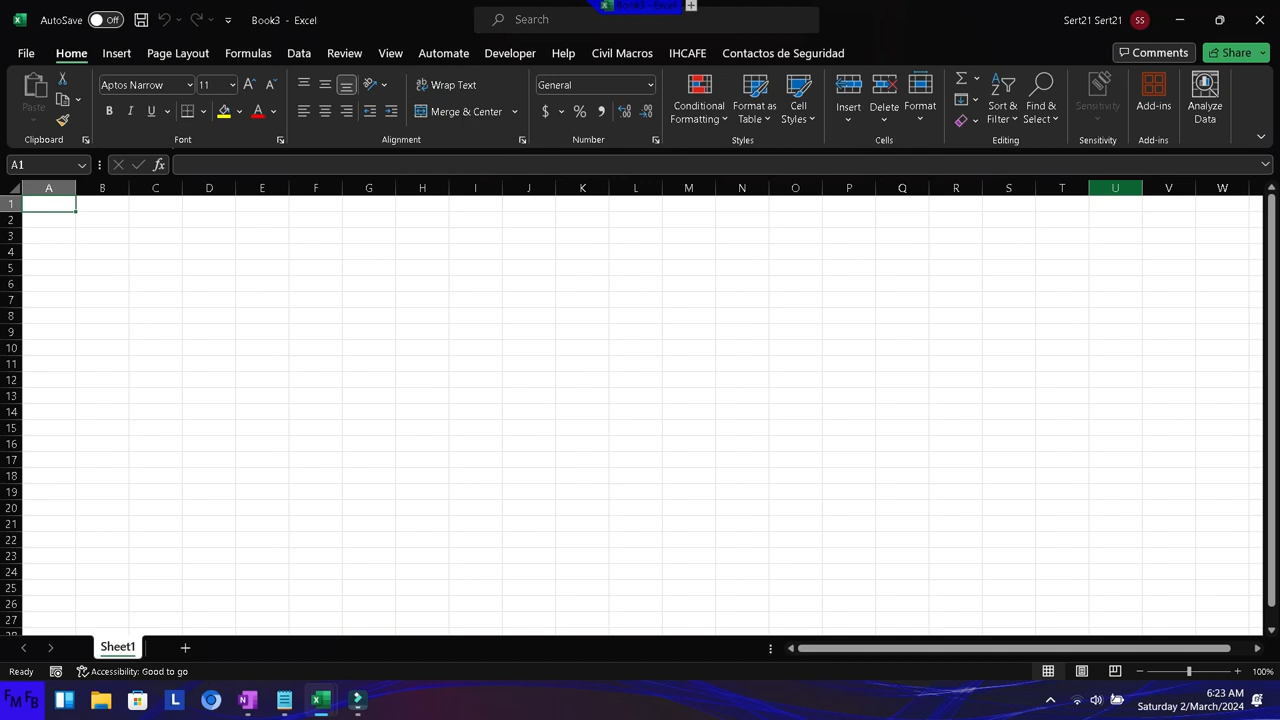 Book3 - Excel
AutoSave Off Book3 - Excel Search Sert21 Sert21 SS
File Home Insert Page Layout Formulas Data Review View Automate Developer Help Civil Macros IHCAFE Contactos de Seguridad Comments Share
Paste Aptos Narrow 11 Wrap Text General Conditional Formatting Format as Table Cell Styles Insert Delete Format Sort & Filter Find & Select Sensitivity Add-ins Analyze Data
B I U A Merge & Center $ % 9
Clipboard Font Alignment Number Styles Cells Editing Sensitivity Add-ins
A1 fx
A B C D E F G H I J K L M N O P Q R S T U V W
1
2
3
4
5
6
7
8
9
10
11
12
13
14
15
16
17
18
19
20
21
22
23
24
25
26
27
28
Sheet1
Ready Accessibility: Good to go 100%
FMFB L N 6:23 AM
Saturday 2/March/2024